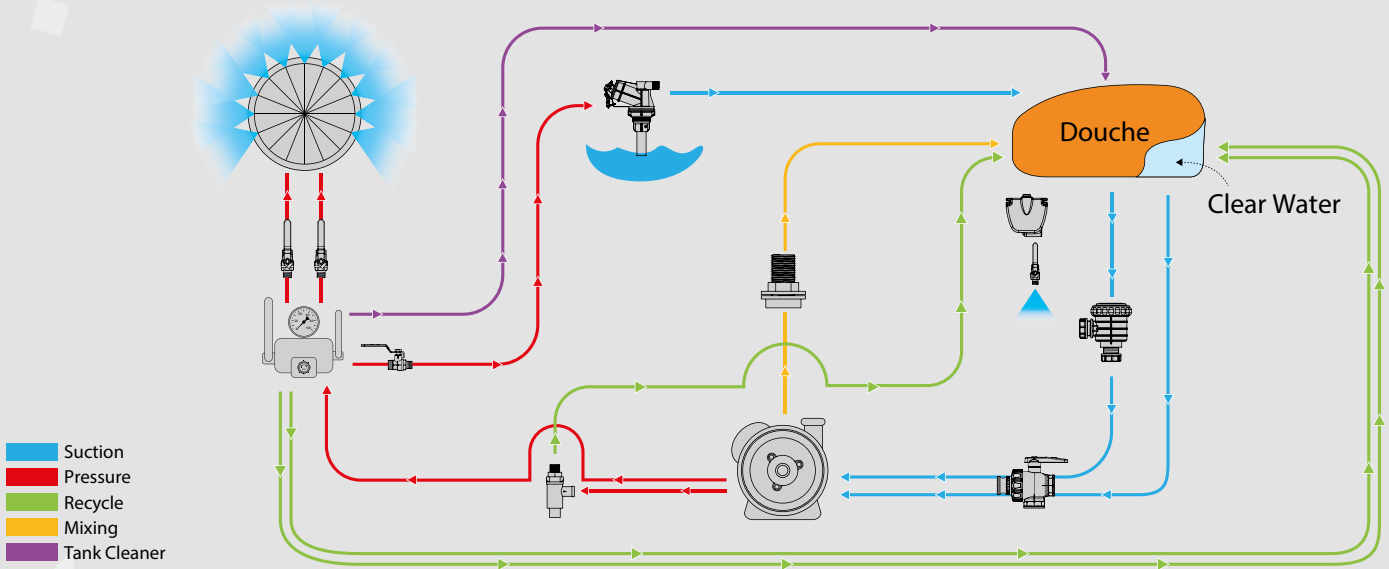 Douche
Clear Water
Suction
Pressure
Recycle
Mixing
Tank Cleaner